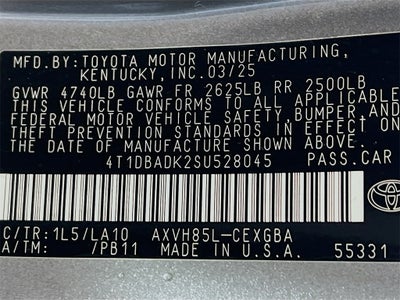 MFD.BY:TOYOTA MOTOR MANUFACTURING,
KENTUCKY,INC.03/25
GVWR 4740LB GAWR FR 2625LB RR 2500LB
THIS VEHICLE CONFORMS TO ALL APPLICABLE
FEDERAL MOTOR VEHICLE SAFETY, BUMPER, AND
THEFT PREVENTION STANDARDS IN EFFECT ON
THE DATE OF MANUFACTURE SHOWN ABOVE.
4T1DBADK2SU528045 PASS.CAR
C/TR:1L5/LA10 AXVH85L-CEXGBA
A/TM: /PB11 MADE IN U.S.A. 55331
TOYOTA